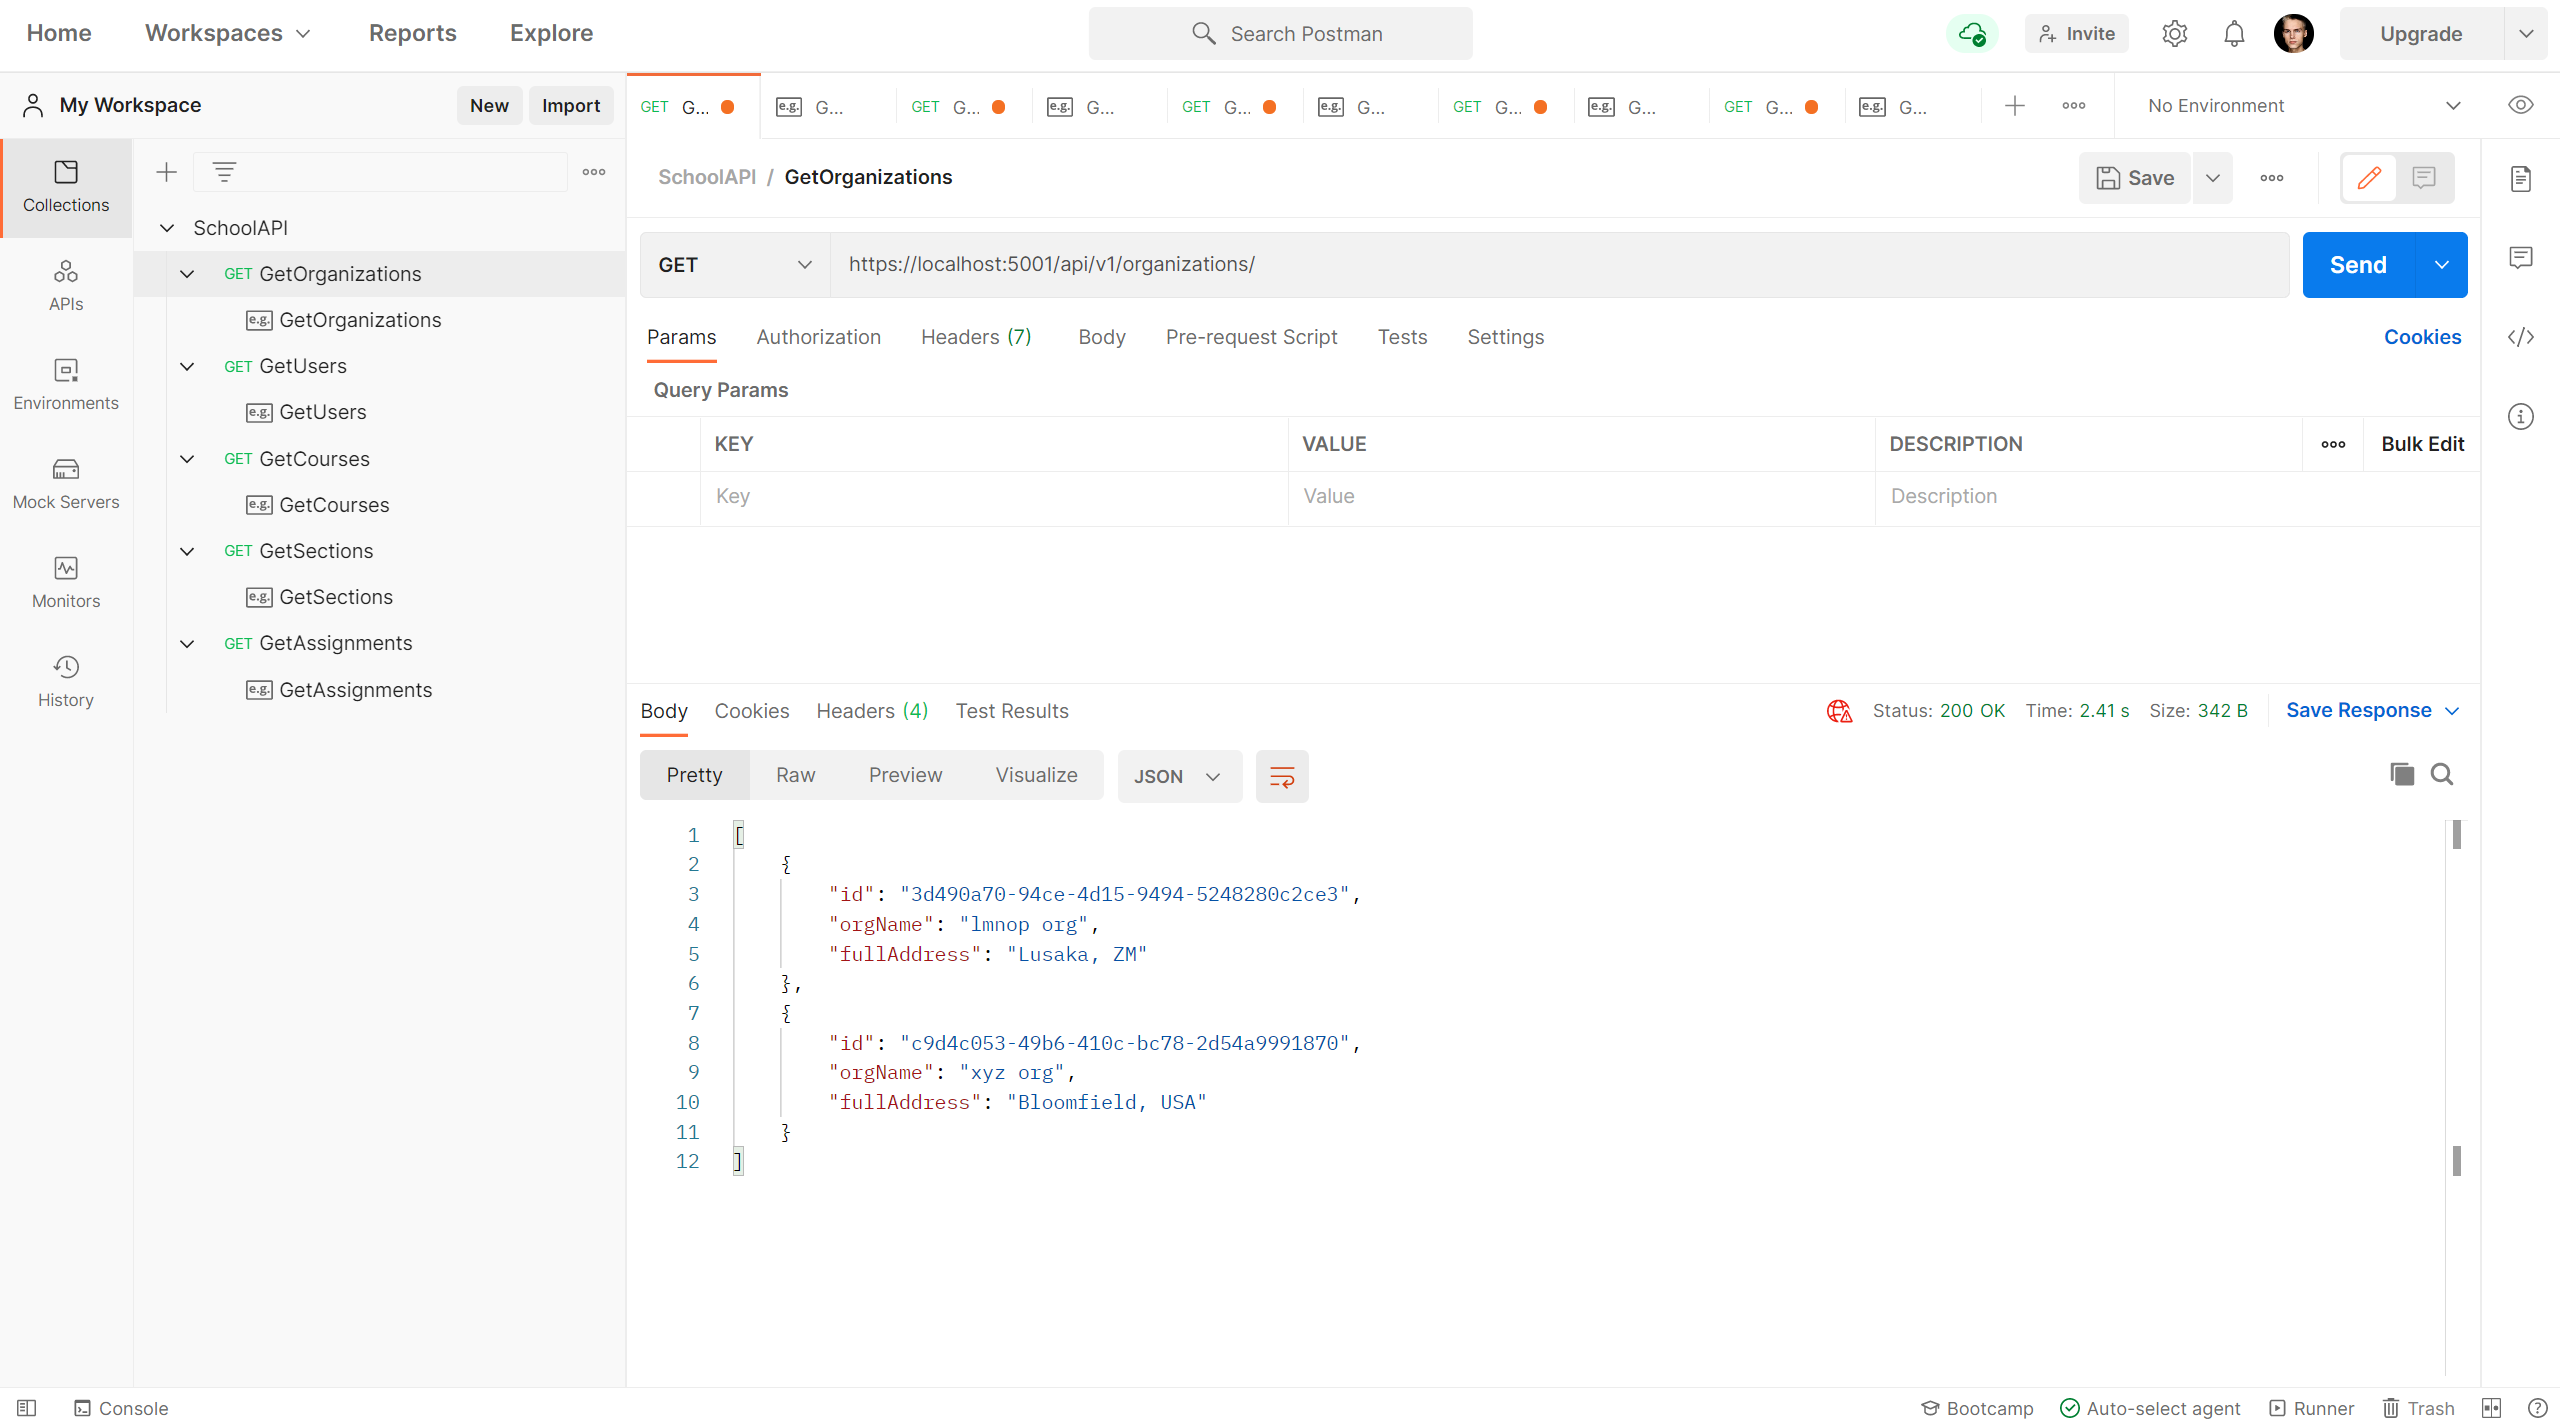 Home Workspaces Reports Explore Search Postman Invite Upgrade
My Workspace New Import
GET G... e.g. G... GET G... e.g. G... GET G... e.g. G... GET G... e.g. G... GET G... e.g. G... No Environment
Collections
APIs
Environments
Mock Servers
Monitors
History
SchoolAPI
GET GetOrganizations
e.g. GetOrganizations
GET GetUsers
e.g. GetUsers
GET GetCourses
e.g. GetCourses
GET GetSections
e.g. GetSections
GET GetAssignments
e.g. GetAssignments
SchoolAPI / GetOrganizations Save
GET https://localhost:5001/api/v1/organizations/ Send
Params Authorization Headers (7) Body Pre-request Script Tests Settings Cookies
Query Params
KEY VALUE DESCRIPTION Bulk Edit
Key Value Description
Body Cookies Headers (4) Test Results Status: 200 OK Time: 2.41 s Size: 342 B Save Response
Pretty Raw Preview Visualize JSON
1 [
2 {
3 "id": "3d490a70-94ce-4d15-9494-5248280c2ce3",
4 "orgName": "lmnop org",
5 "fullAddress": "Lusaka, ZM"
6 },
7 {
8 "id": "c9d4c053-49b6-410c-bc78-2d54a9991870",
9 "orgName": "xyz org",
10 "fullAddress": "Bloomfield, USA"
11 }
12 ]
Console Bootcamp Auto-select agent Runner Trash